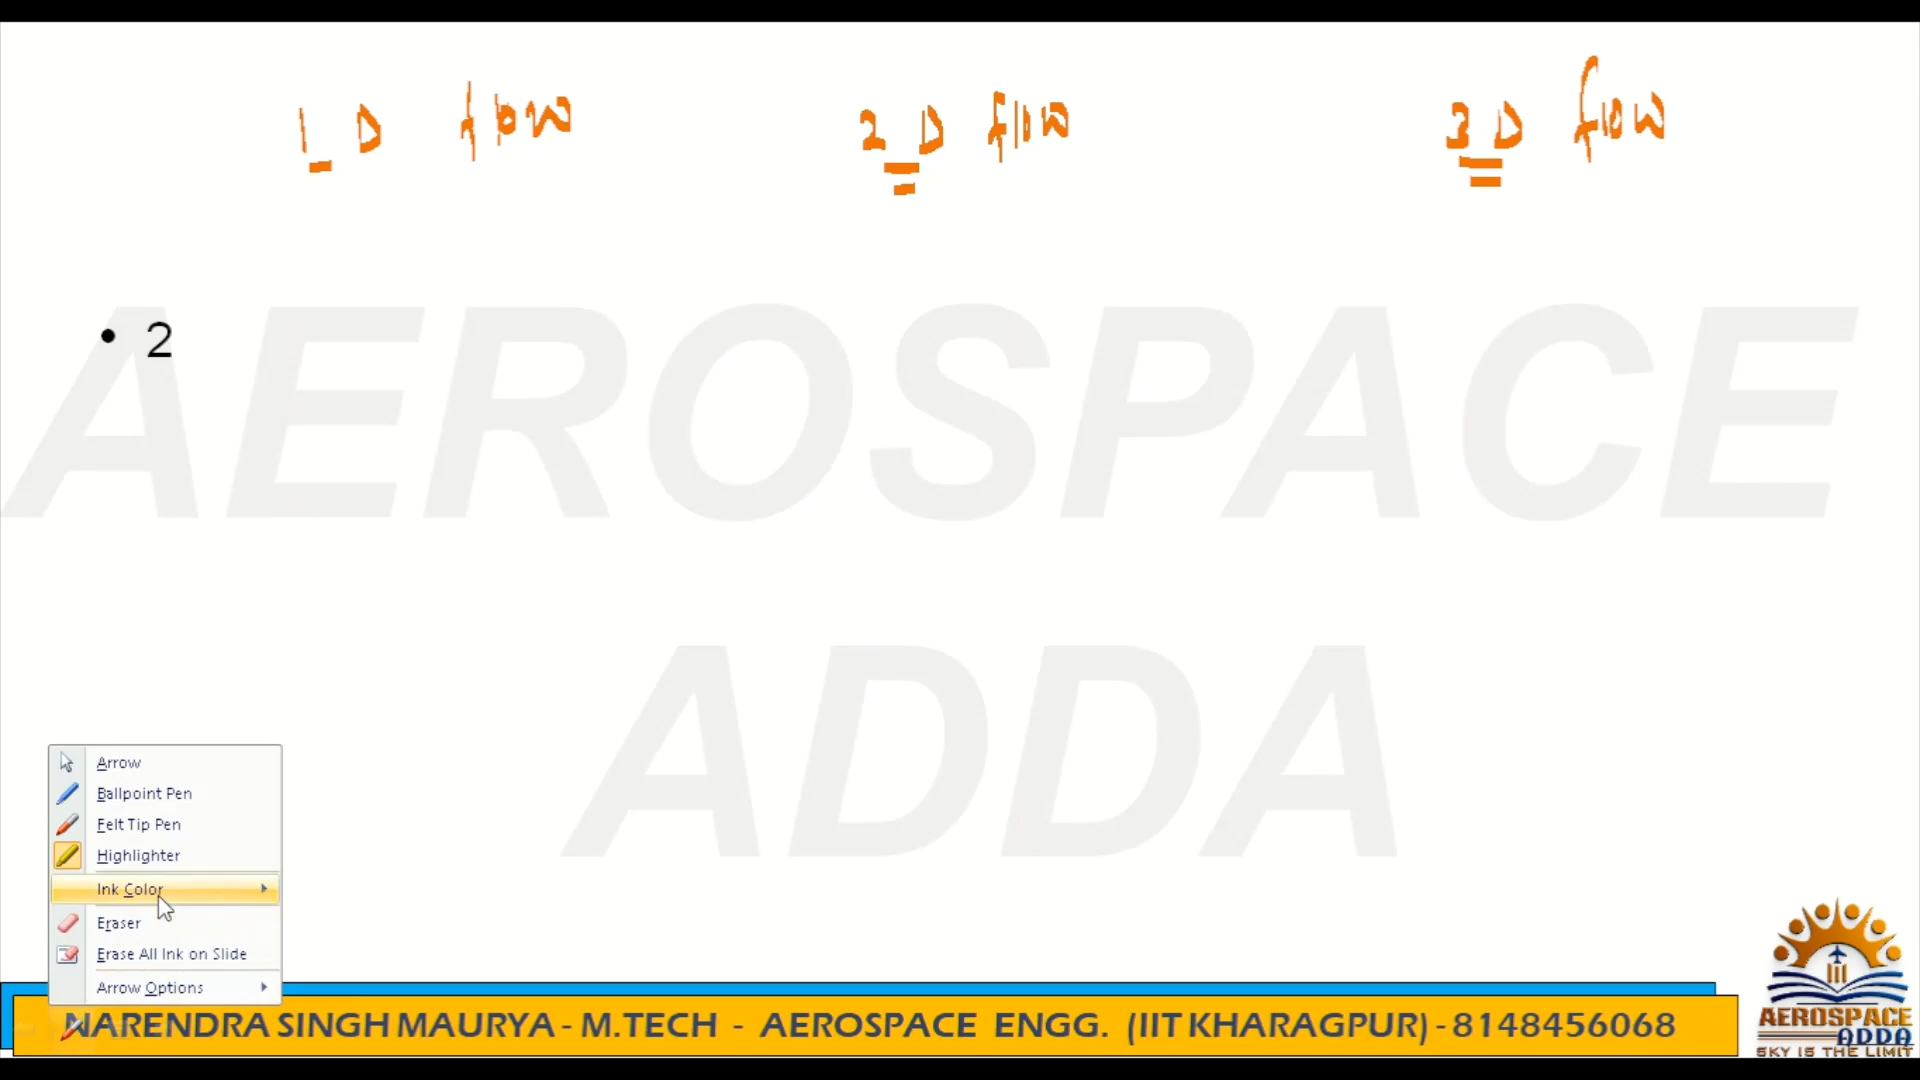 1 D flow 2 D flow 3 D flow
• 2
AEROSPACE
ADDA
Arrow
Ballpoint Pen
Felt Tip Pen
Highlighter
Ink Color
Eraser
Erase All Ink on Slide
Arrow Options
NARENDRA SINGH MAURYA - M.TECH - AEROSPACE ENGG. (IIT KHARAGPUR) - 8148456068
AEROSPACE
ADDA
SKY IS THE LIMIT